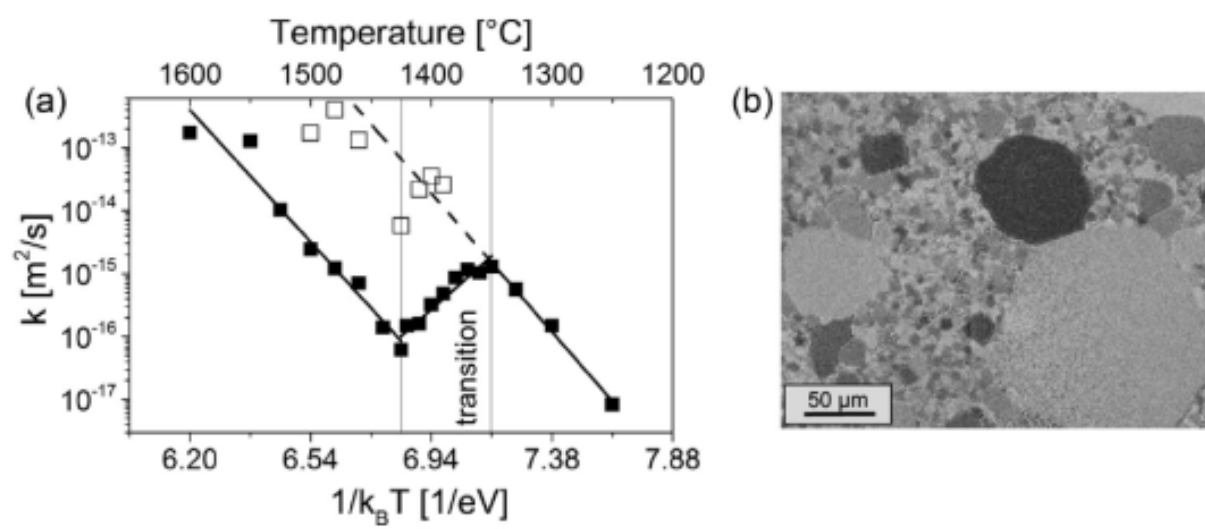 Temperature [°C]
1600 1500 1400 1300 1200
(a)
(b)
10⁻¹³
10⁻¹⁴
10⁻¹⁵
10⁻¹⁶
10⁻¹⁷
k [m²/s]
transition
50 µm
6.20 6.54 6.94 7.38 7.88
1/k_BT [1/eV]